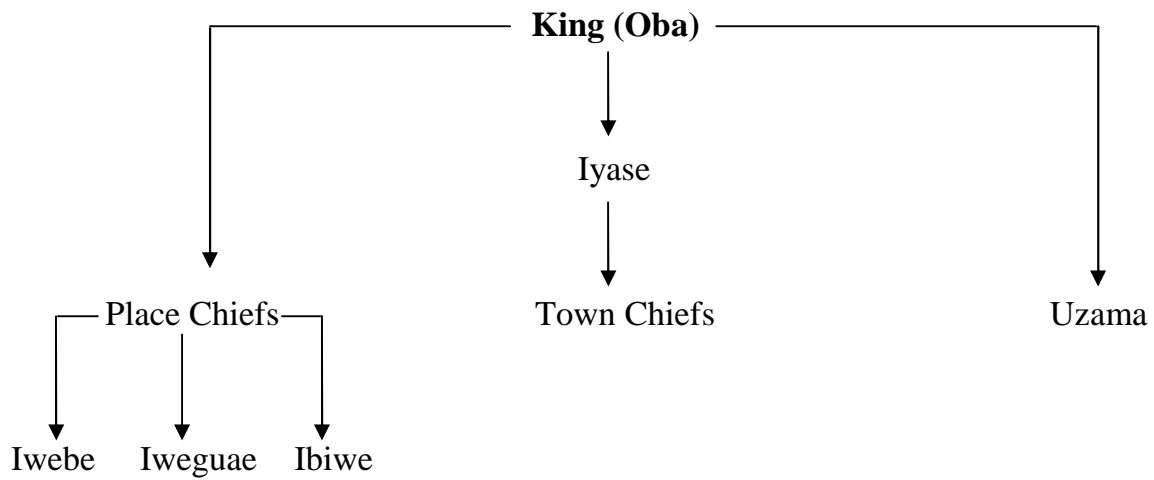 King (Oba)
Iyase
Place Chiefs
Town Chiefs
Uzama
Iwebe
Iweguae
Ibiwe